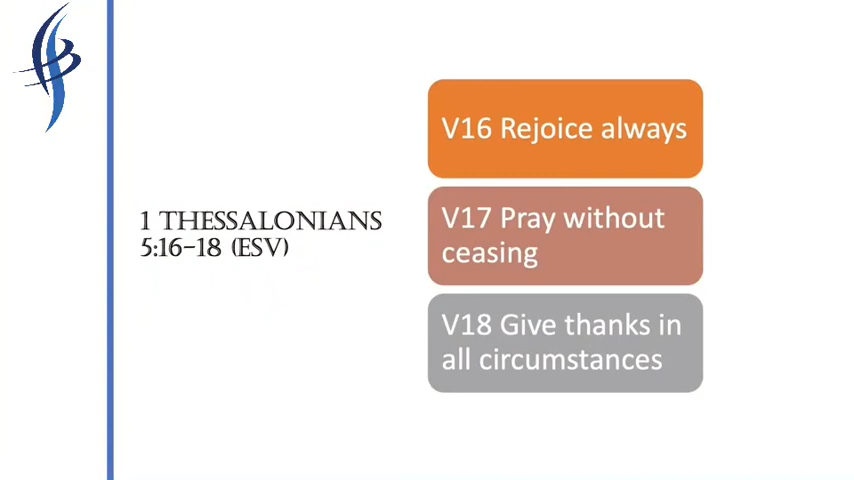 1 THESSALONIANS
5:16–18 (ESV)
V16 Rejoice always
V17 Pray without
ceasing
V18 Give thanks in
all circumstances